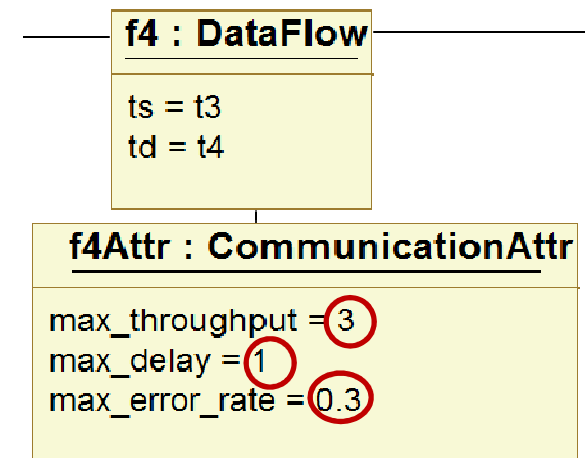 f4 : DataFlow
ts = t3
td = t4
f4Attr : CommunicationAttr
max_throughput = 3
max_delay = 1
max_error_rate = 0.3